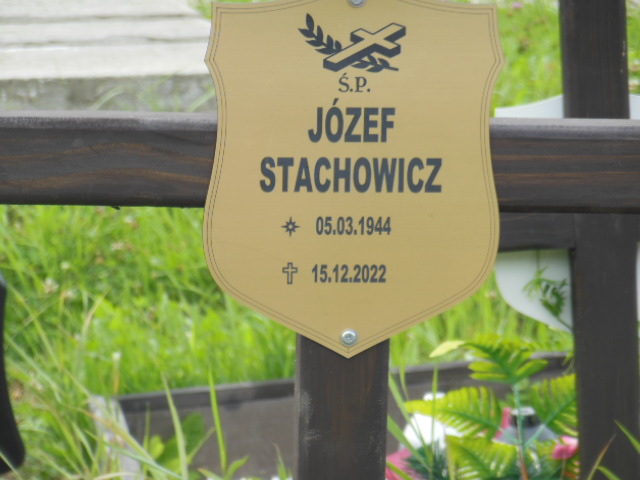 Ś.P.
JÓZEF
STACHOWICZ
05.03.1944
15.12.2022